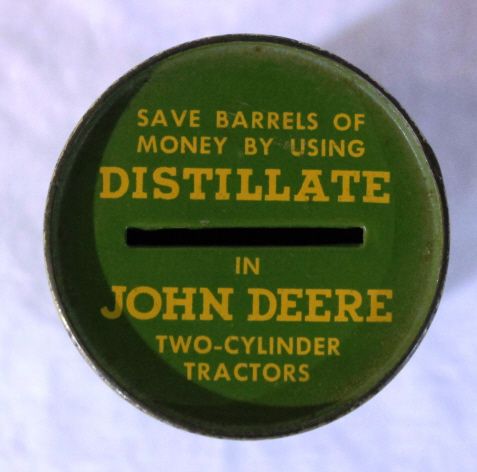 SAVE BARRELS OF
MONEY BY USING
DISTILLATE
IN
JOHN DEERE
TWO-CYLINDER
TRACTORS